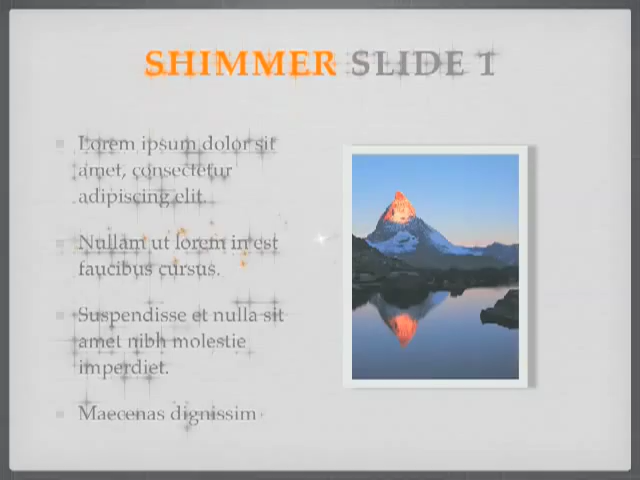 SHIMMER SLIDE 1
Lorem ipsum dolor sit
amet, consectetur
adipiscing elit.
Nullam ut lorem in est
faucibus cursus.
Suspendisse et nulla sit
amet nibh molestie
imperdiet.
Maecenas dignissim